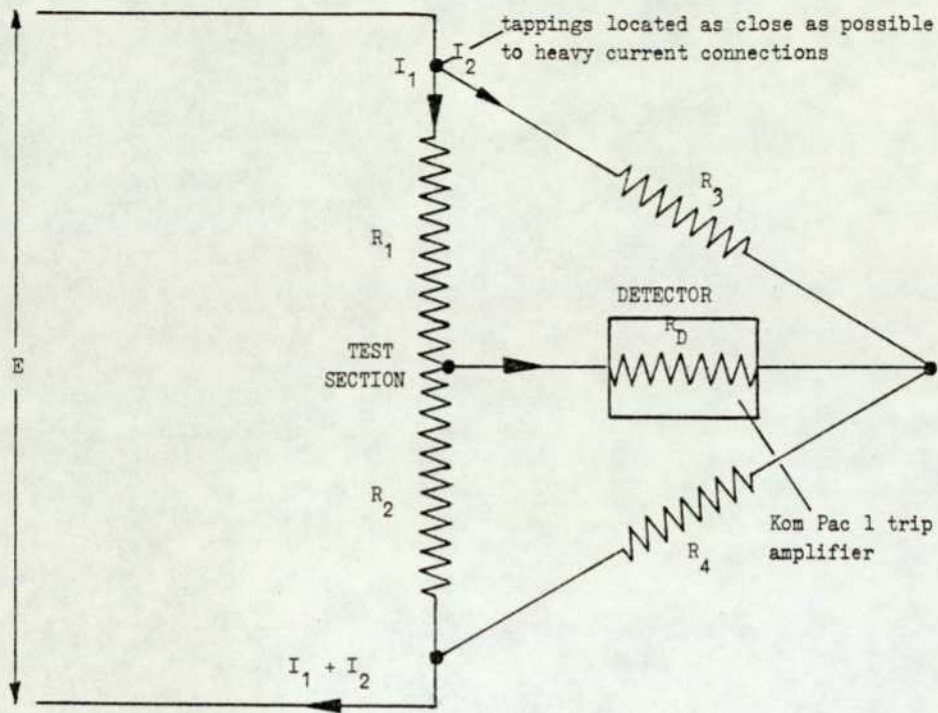 tappings located as close as possible
to heavy current connections
I1
I2
R1
R3
DETECTOR
RD
E
TEST
SECTION
R2
R4
Kom Pac 1 trip
amplifier
I1 + I2